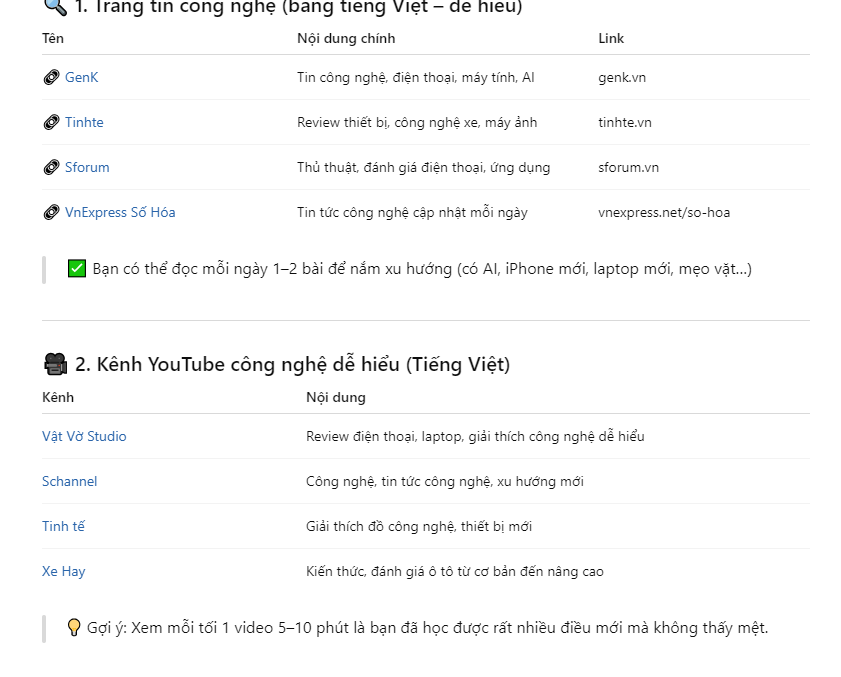 🔍 1. Trang tin công nghệ (bằng tiếng Việt – dễ hiểu)
Tên Nội dung chính Link
🔗 GenK Tin công nghệ, điện thoại, máy tính, AI genk.vn
🔗 Tinhte Review thiết bị, công nghệ xe, máy ảnh tinhte.vn
🔗 Sforum Thủ thuật, đánh giá điện thoại, ứng dụng sforum.vn
🔗 VnExpress Số Hóa Tin tức công nghệ cập nhật mỗi ngày vnexpress.net/so-hoa
✅ Bạn có thể đọc mỗi ngày 1–2 bài để nắm xu hướng (có AI, iPhone mới, laptop mới, mẹo vặt...)
🎥 2. Kênh YouTube công nghệ dễ hiểu (Tiếng Việt)
Kênh Nội dung
Vật Vờ Studio Review điện thoại, laptop, giải thích công nghệ dễ hiểu
Schannel Công nghệ, tin tức công nghệ, xu hướng mới
Tinh tế Giải thích đồ công nghệ, thiết bị mới
Xe Hay Kiến thức, đánh giá ô tô từ cơ bản đến nâng cao
💡 Gợi ý: Xem mỗi tối 1 video 5–10 phút là bạn đã học được rất nhiều điều mới mà không thấy mệt.